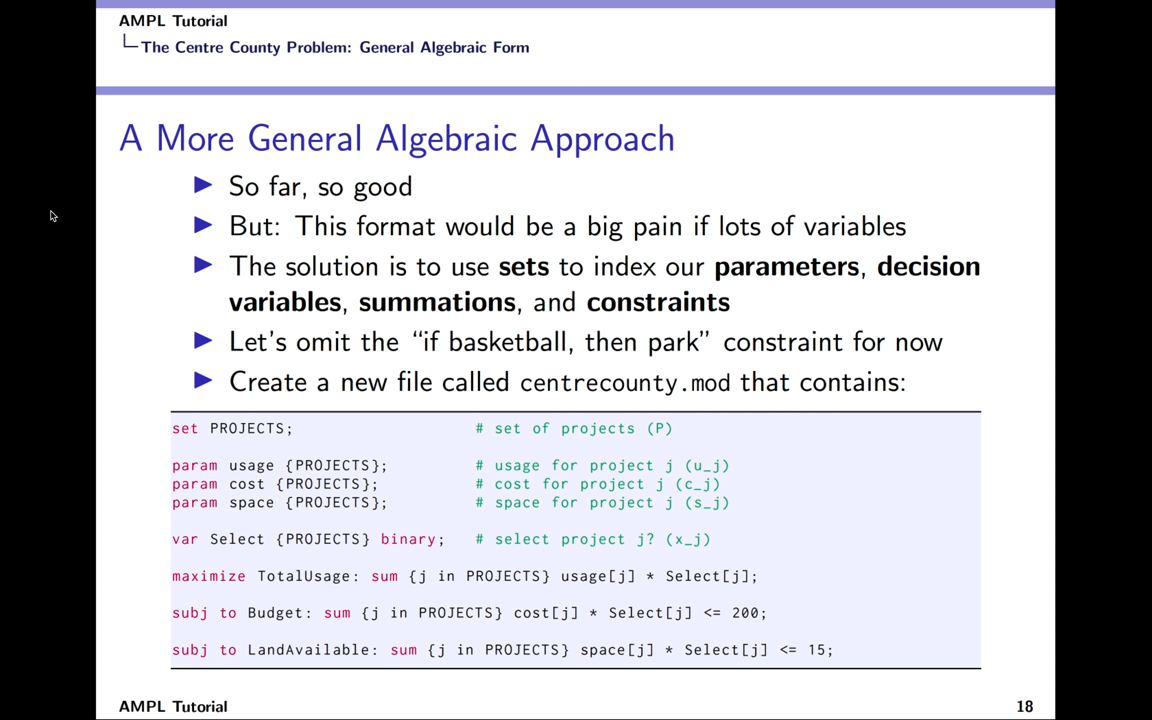 AMPL Tutorial
The Centre County Problem: General Algebraic Form
A More General Algebraic Approach
So far, so good
But: This format would be a big pain if lots of variables
The solution is to use sets to index our parameters, decision
variables, summations, and constraints
Let's omit the “if basketball, then park” constraint for now
Create a new file called centrecounty.mod that contains:
set PROJECTS; # set of projects (P)
param usage {PROJECTS}; # usage for project j (u_j)
param cost {PROJECTS}; # cost for project j (c_j)
param space {PROJECTS}; # space for project j (s_j)
var Select {PROJECTS} binary; # select project j? (x_j)
maximize TotalUsage: sum {j in PROJECTS} usage[j] * Select[j];
subj to Budget: sum {j in PROJECTS} cost[j] * Select[j] <= 200;
subj to LandAvailable: sum {j in PROJECTS} space[j] * Select[j] <= 15;
AMPL Tutorial 18